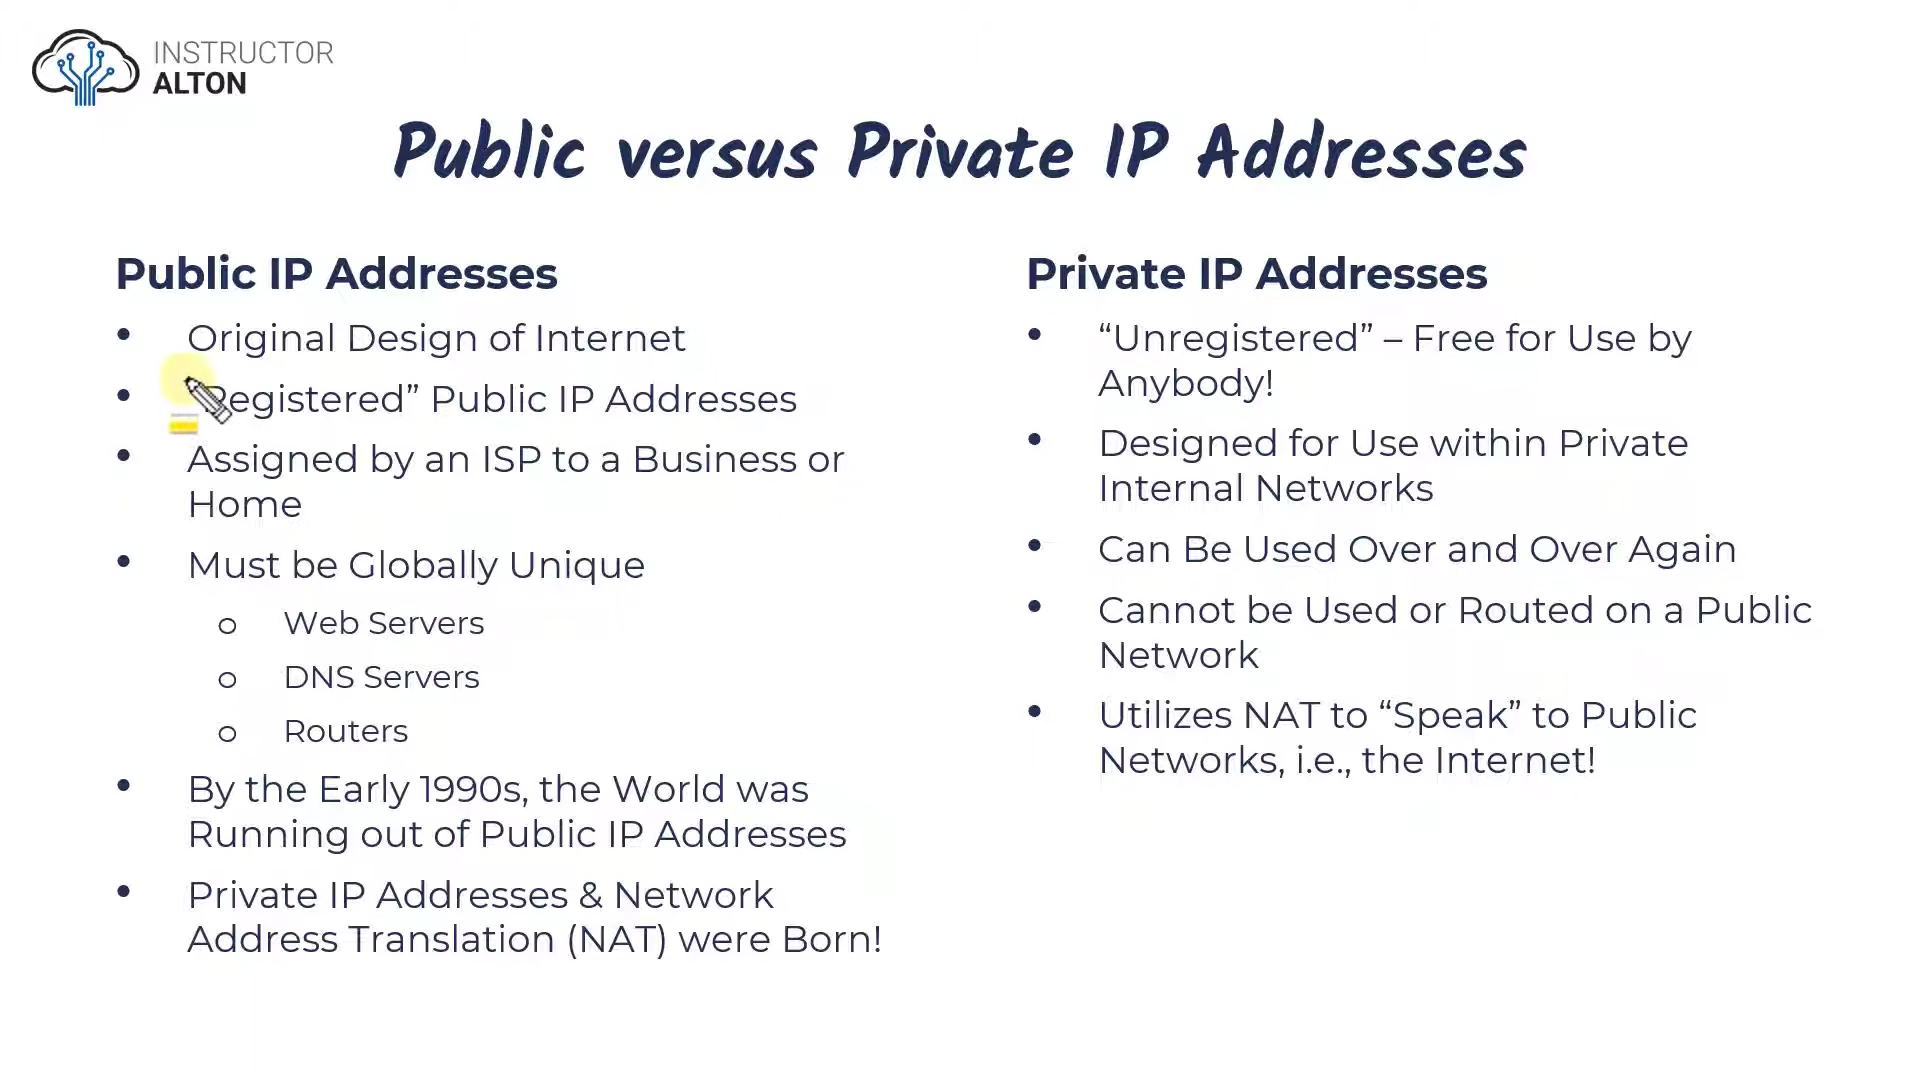 INSTRUCTOR
ALTON
Public versus Private IP Addresses
Public IP Addresses
• Original Design of Internet
• “Registered” Public IP Addresses
• Assigned by an ISP to a Business or
Home
• Must be Globally Unique
o Web Servers
o DNS Servers
o Routers
• By the Early 1990s, the World was
Running out of Public IP Addresses
• Private IP Addresses & Network
Address Translation (NAT) were Born!
Private IP Addresses
• “Unregistered” – Free for Use by
Anybody!
• Designed for Use within Private
Internal Networks
• Can Be Used Over and Over Again
• Cannot be Used or Routed on a Public
Network
• Utilizes NAT to “Speak” to Public
Networks, i.e., the Internet!